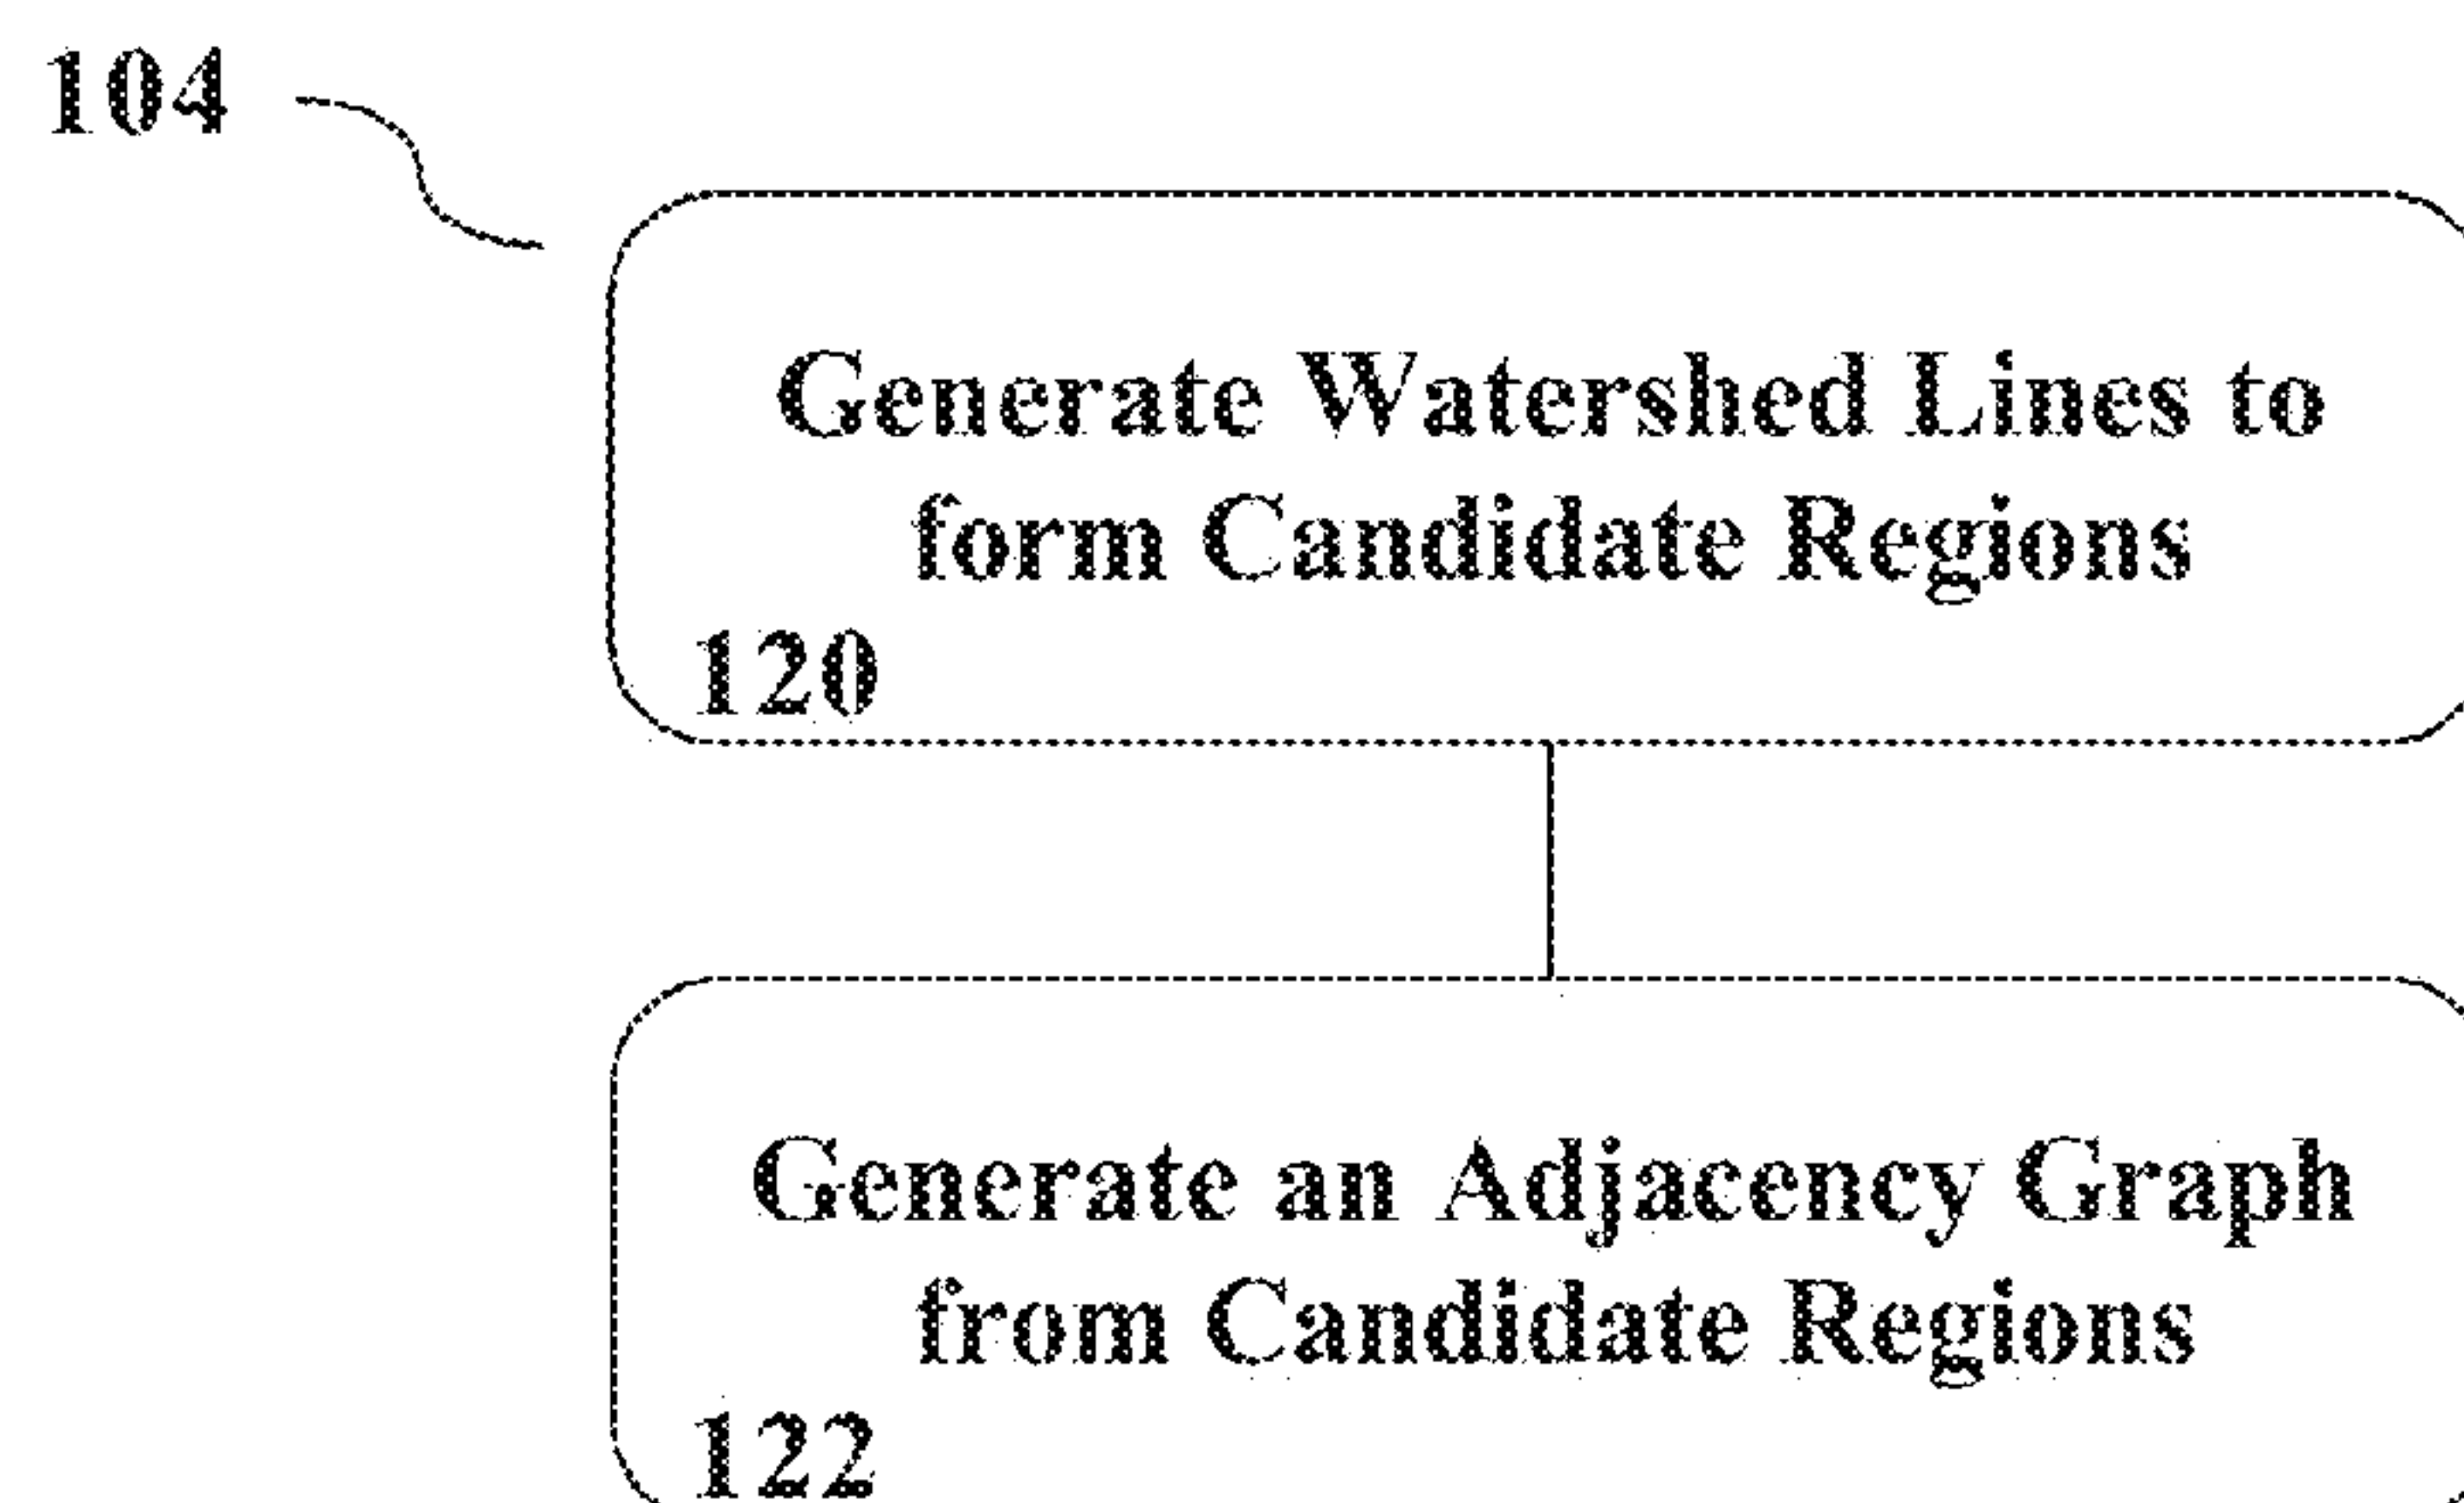 104
Generate Watershed Lines to
form Candidate Regions
120
Generate an Adjacency Graph
from Candidate Regions
122